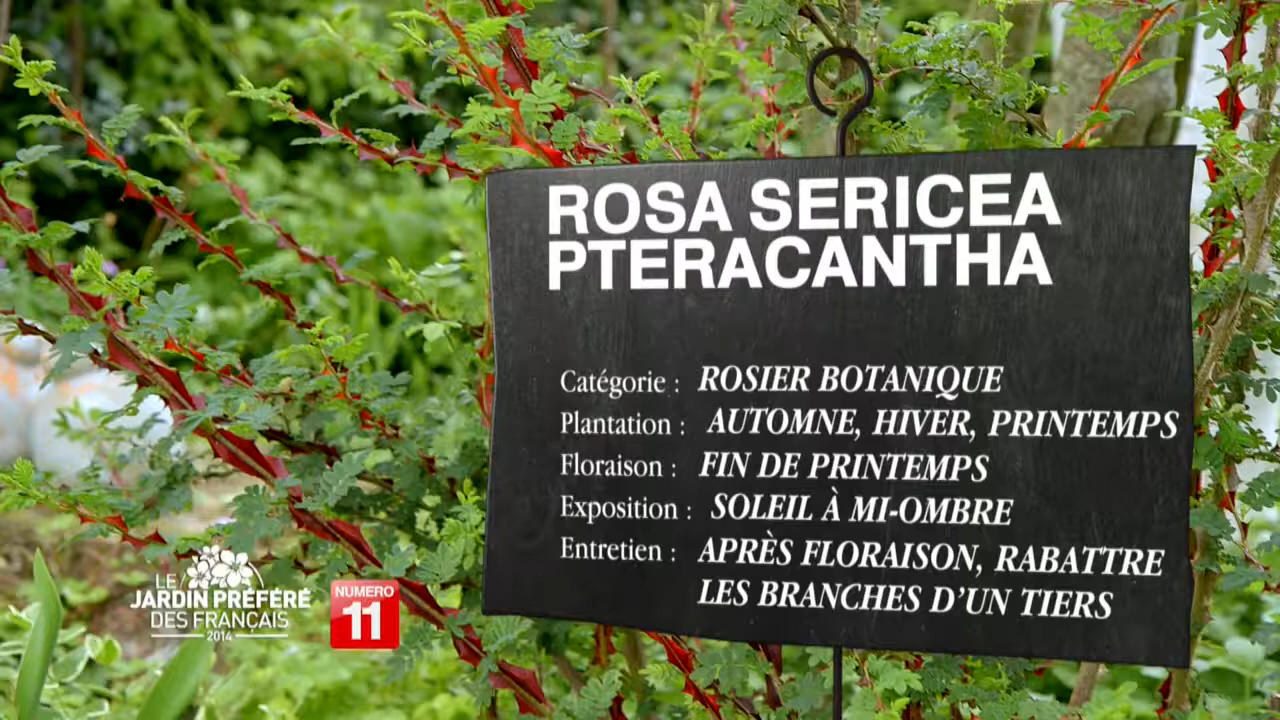 ROSA SERICEA
PTERACANTHA
Catégorie : ROSIER BOTANIQUE
Plantation : AUTOMNE, HIVER, PRINTEMPS
Floraison : FIN DE PRINTEMPS
Exposition : SOLEIL À MI-OMBRE
Entretien : APRÈS FLORAISON, RABATTRE
LES BRANCHES D'UN TIERS
LE
JARDIN PRÉFÉRÉ
DES FRANÇAIS
2014
NUMERO
11